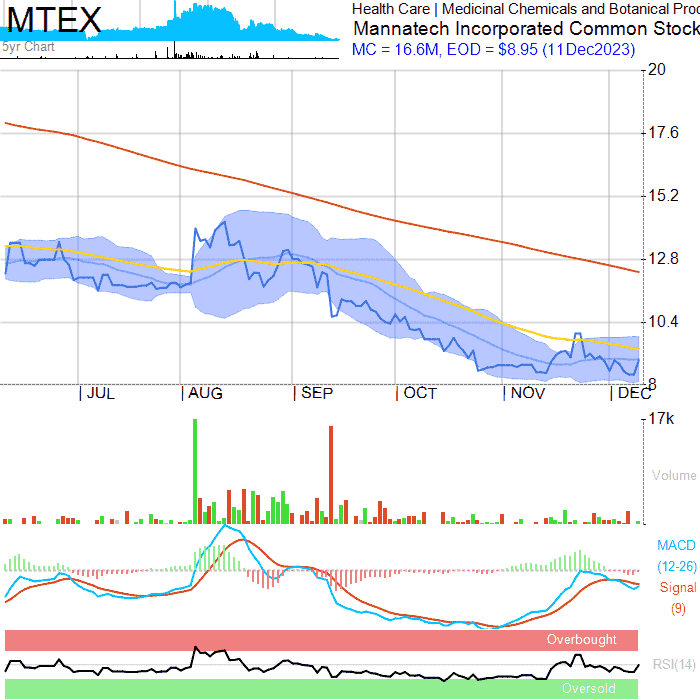 MTEX
5yr Chart
Health Care | Medicinal Chemicals and Botanical Prod
Mannatech Incorporated Common Stock
MC = 16.6M, EOD = $8.95 (11Dec2023)
20
17.6
15.2
12.8
10.4
8
JUL AUG SEP OCT NOV DEC
17k
Volume
MACD
(12-26)
Signal
(9)
Overbought
RSI(14)
Oversold